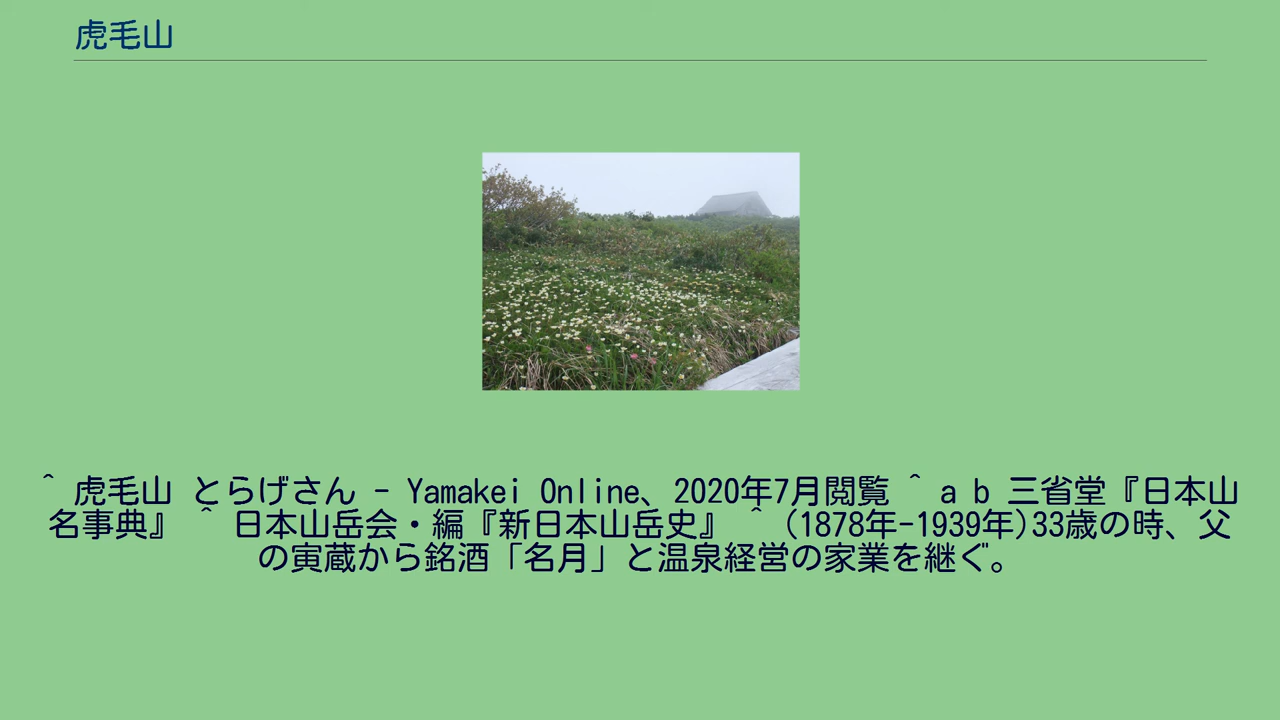 虎毛山
^ 虎毛山 とらげさん - Yamakei Online、2020年7月閲覧 ^ a b 三省堂『日本山
名事典』 ^ 日本山岳会・編『新日本山岳史』 ^ (1878年-1939年)33歳の時、父
の寅蔵から銘酒「名月」と温泉経営の家業を継ぐ。